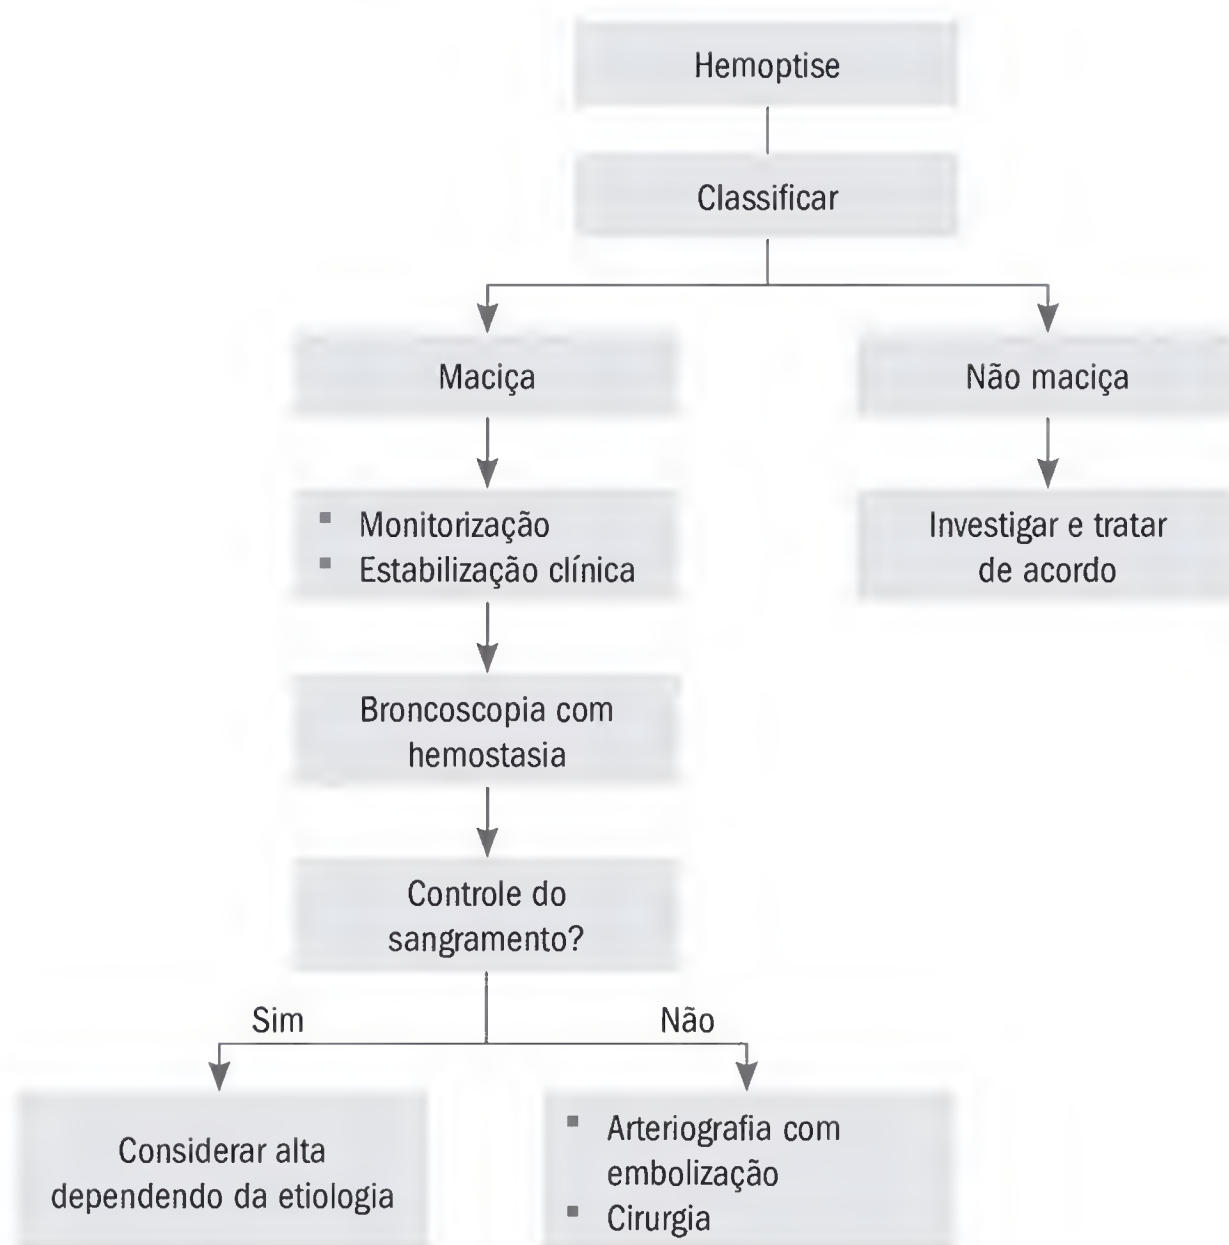 Hemoptise
Classificar
Maciça
Não maciça
▪ Monitorização
▪ Estabilização clínica
Investigar e tratar
de acordo
Broncoscopia com
hemostasia
Controle do
sangramento?
Sim
Não
Considerar alta
dependendo da etiologia
▪ Arteriografia com
embolização
▪ Cirurgia